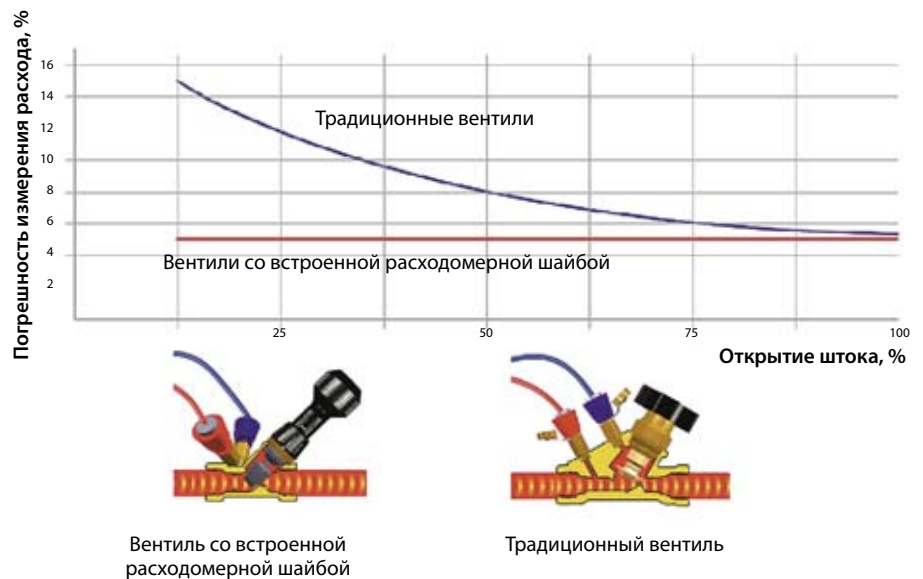 Погрешность измерения расхода, %
16
14
12
10
8
6
4
2
Традиционные вентили
Вентили со встроенной расходомерной шайбой
25
50
75
100
Открытие штока, %
Вентиль со встроенной
расходомерной шайбой
Традиционный вентиль